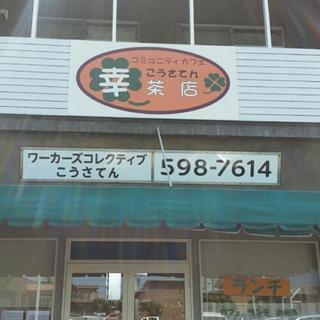 コミュニティカフェ
こうさてん
幸茶店
ワーカーズコレクティブ
こうさてん
598-7614
ランチ